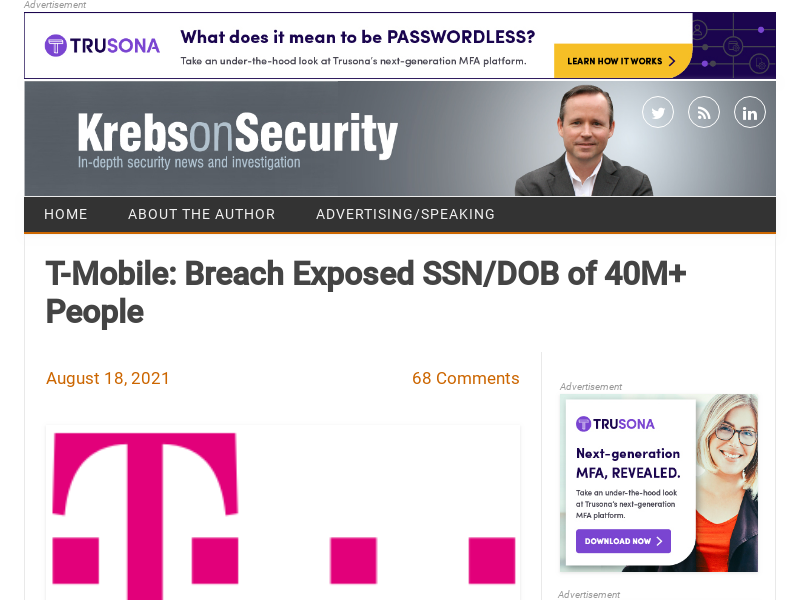 Advertisement
TRUSONA
What does it mean to be PASSWORDLESS?
Take an under-the-hood look at Trusona's next-generation MFA platform.
LEARN HOW IT WORKS
KrebsonSecurity
In-depth security news and investigation
HOME
ABOUT THE AUTHOR
ADVERTISING/SPEAKING
T-Mobile: Breach Exposed SSN/DOB of 40M+
People
August 18, 2021
68 Comments
T
Advertisement
TRUSONA
Next-generation
MFA, REVEALED.
Take an under-the-hood look
at Trusona's next-generation
MFA platform.
DOWNLOAD NOW
Advertisement